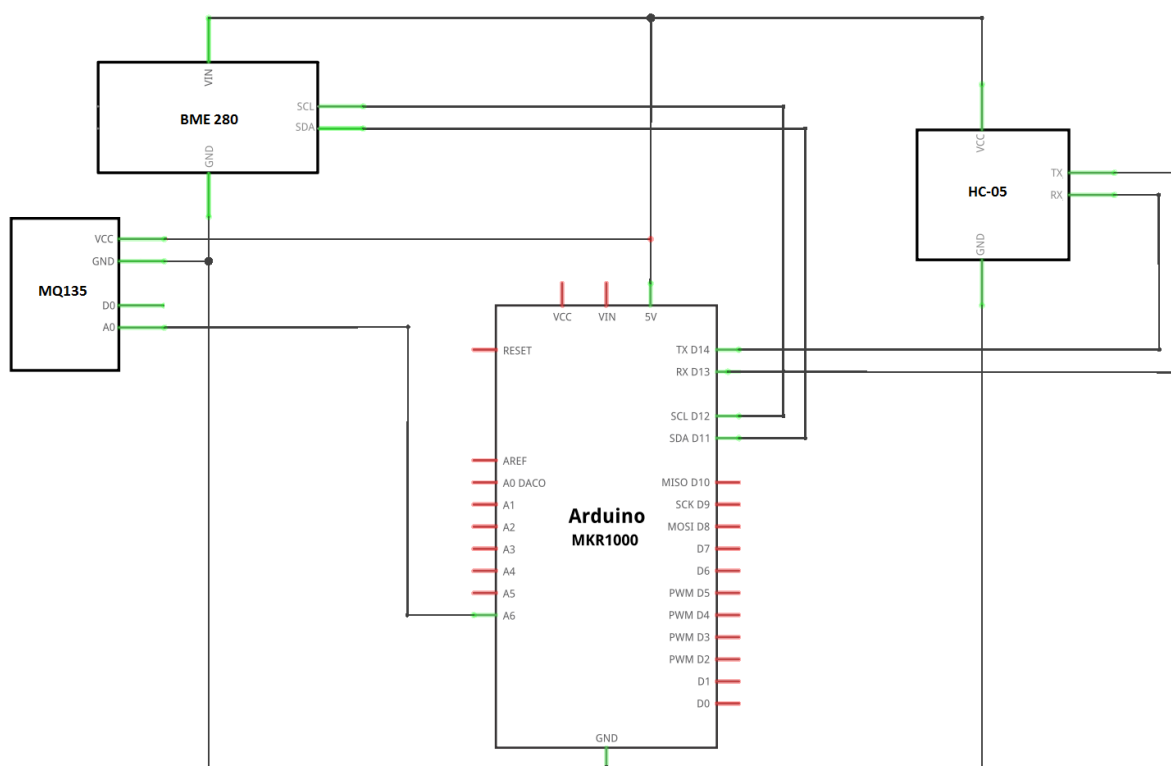 VIN
BME 280
SCL
SDA
GND
VCC
GND
MQ135
D0
A0
VCC
HC-05
TX
RX
GND
VCC
VIN
5V
RESET
AREF
A0 DACO
A1
A2
A3
A4
A5
A6
Arduino
MKR1000
TX D14
RX D13
SCL D12
SDA D11
MISO D10
SCK D9
MOSI D8
D7
D6
PWM D5
PWM D4
PWM D3
PWM D2
D1
D0
GND